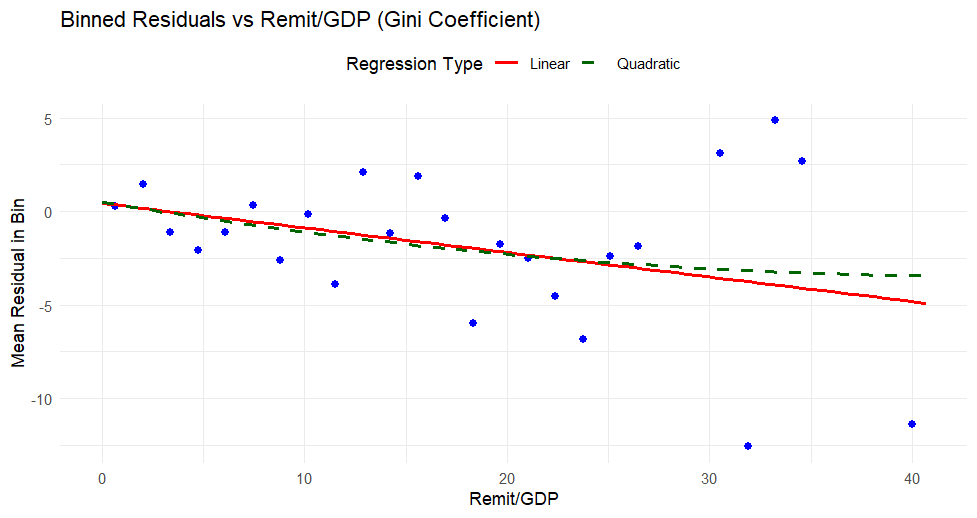 Binned Residuals vs Remit/GDP (Gini Coefficient)
Regression Type Linear Quadratic
5
0
-5
-10
Mean Residual in Bin
0 10 20 30 40
Remit/GDP